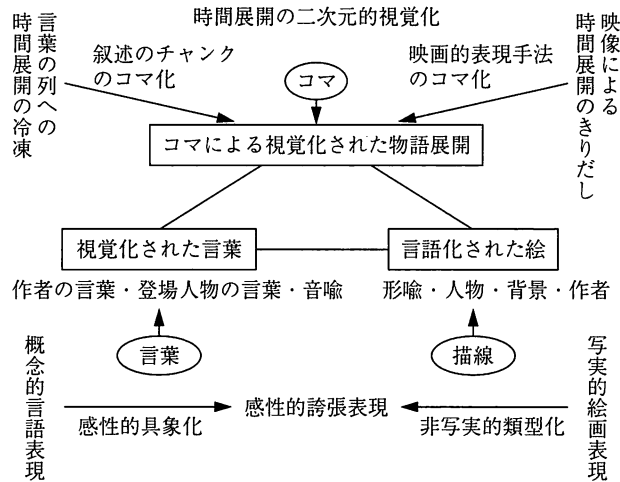 時間展開の二次元的視覚化
言葉の列への
時間展開の冷凍
叙述のチャンク
のコマ化
コマ
映画的表現手法
のコマ化
映像による
時間展開のきりだし
コマによる視覚化された物語展開
視覚化された言葉
言語化された絵
作者の言葉・登場人物の言葉・音喩
形喩・人物・背景・作者
概念的言語表現
言葉
描線
写実的絵画表現
感性的具象化
感性的誇張表現
非写実的類型化